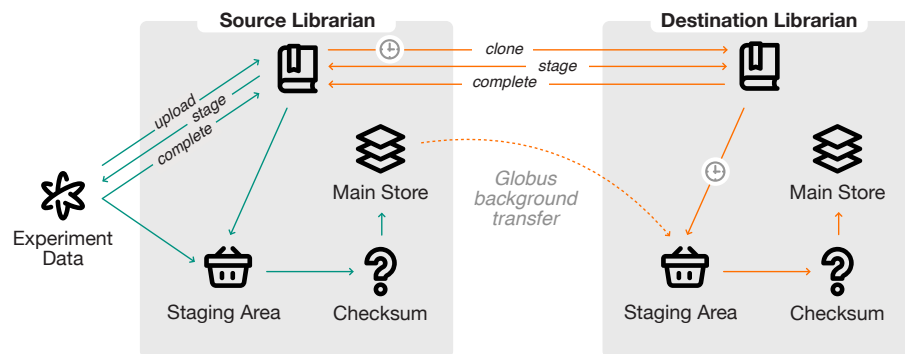 Source Librarian
Destination Librarian
clone
stage
complete
upload
stage
complete
Main Store
Globus
background
transfer
Main Store
Experiment
Data
Staging Area
Checksum
Staging Area
Checksum